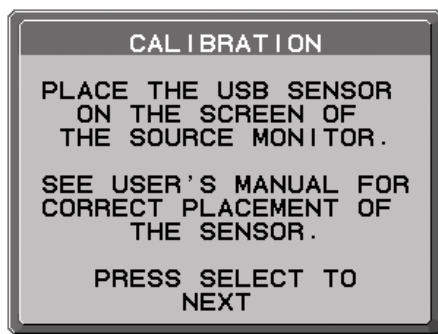 CALIBRATION
PLACE THE USB SENSOR
ON THE SCREEN OF
THE SOURCE MONITOR.
SEE USER'S MANUAL FOR
CORRECT PLACEMENT OF
THE SENSOR.
PRESS SELECT TO
NEXT